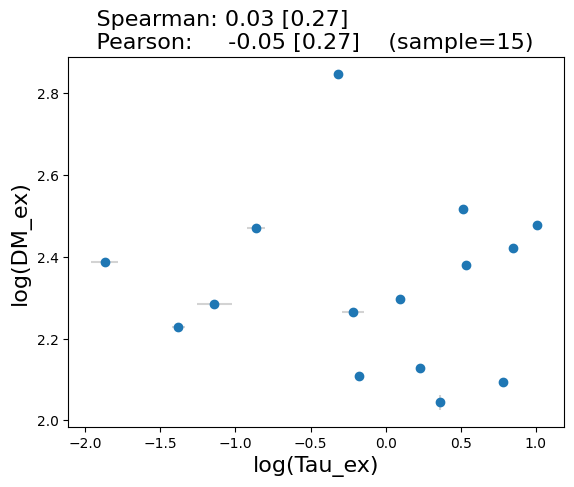 Spearman: 0.03 [0.27]
Pearson: -0.05 [0.27] (sample=15)
2.8
2.6
2.4
2.2
2.0
log(DM_ex)
−2.0 −1.5 −1.0 −0.5 0.0 0.5 1.0
log(Tau_ex)